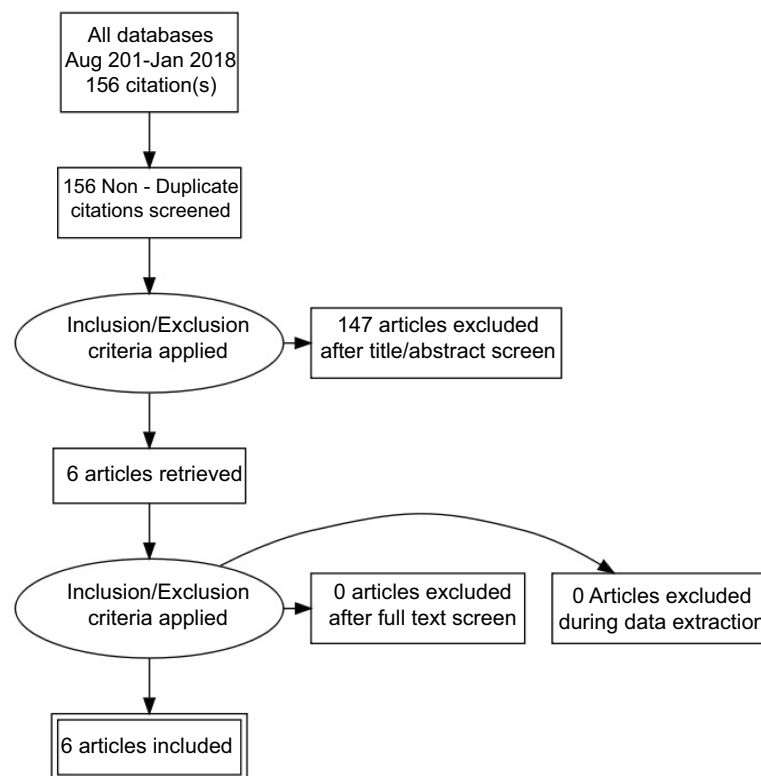 All databases
Aug 201-Jan 2018
156 citation(s)
156 Non - Duplicate
citations screened
Inclusion/Exclusion
criteria applied
147 articles excluded
after title/abstract screen
6 articles retrieved
Inclusion/Exclusion
criteria applied
0 articles excluded
after full text screen
0 Articles excluded
during data extraction
6 articles included